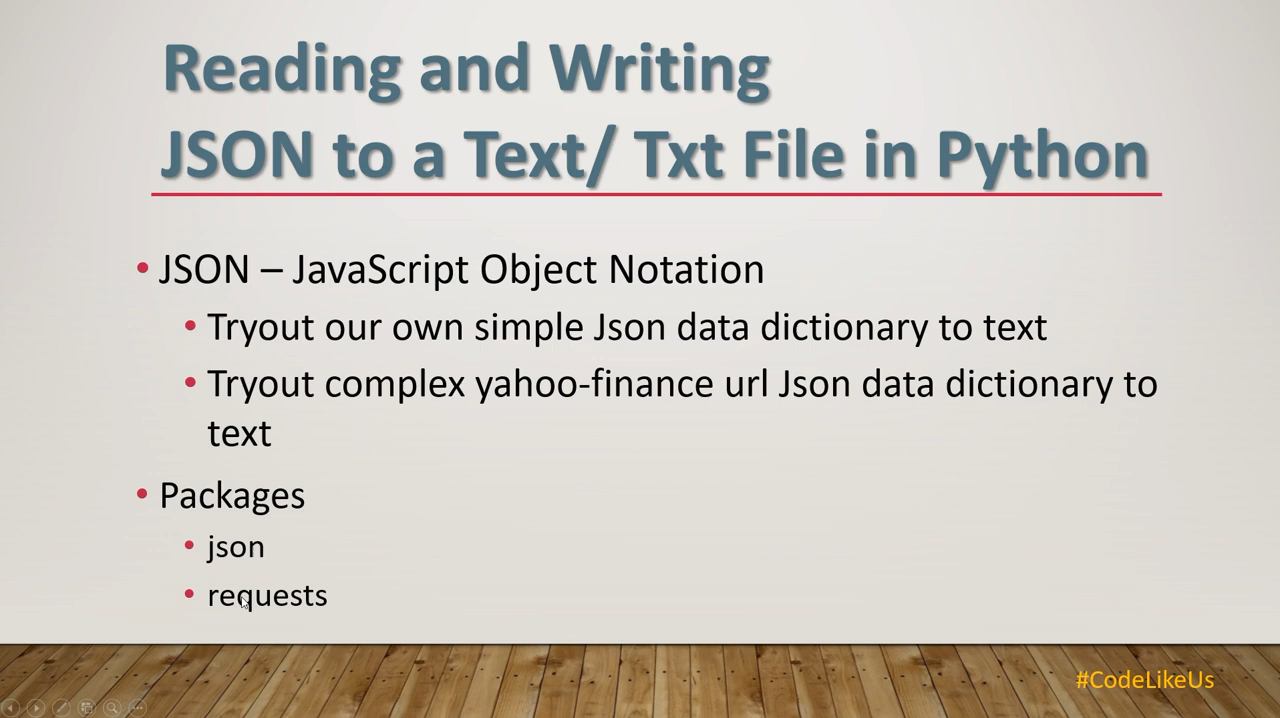 Reading and Writing
JSON to a Text/ Txt File in Python
• JSON – JavaScript Object Notation
• Tryout our own simple Json data dictionary to text
• Tryout complex yahoo-finance url Json data dictionary to
text
• Packages
• json
• requests
#CodeLikeUs